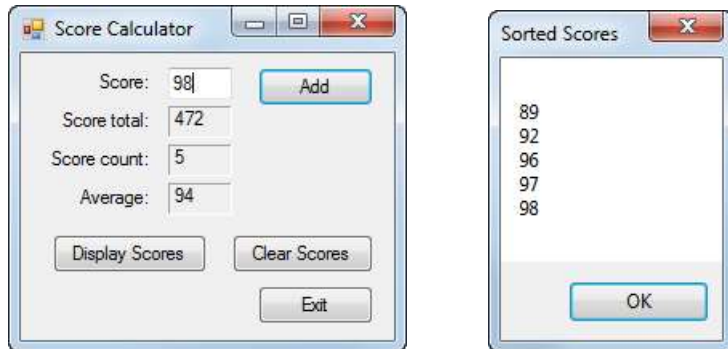 Score Calculator
Score: 98
Add
Score total: 472
Score count: 5
Average: 94
Display Scores
Clear Scores
Exit
Sorted Scores
89
92
96
97
98
OK